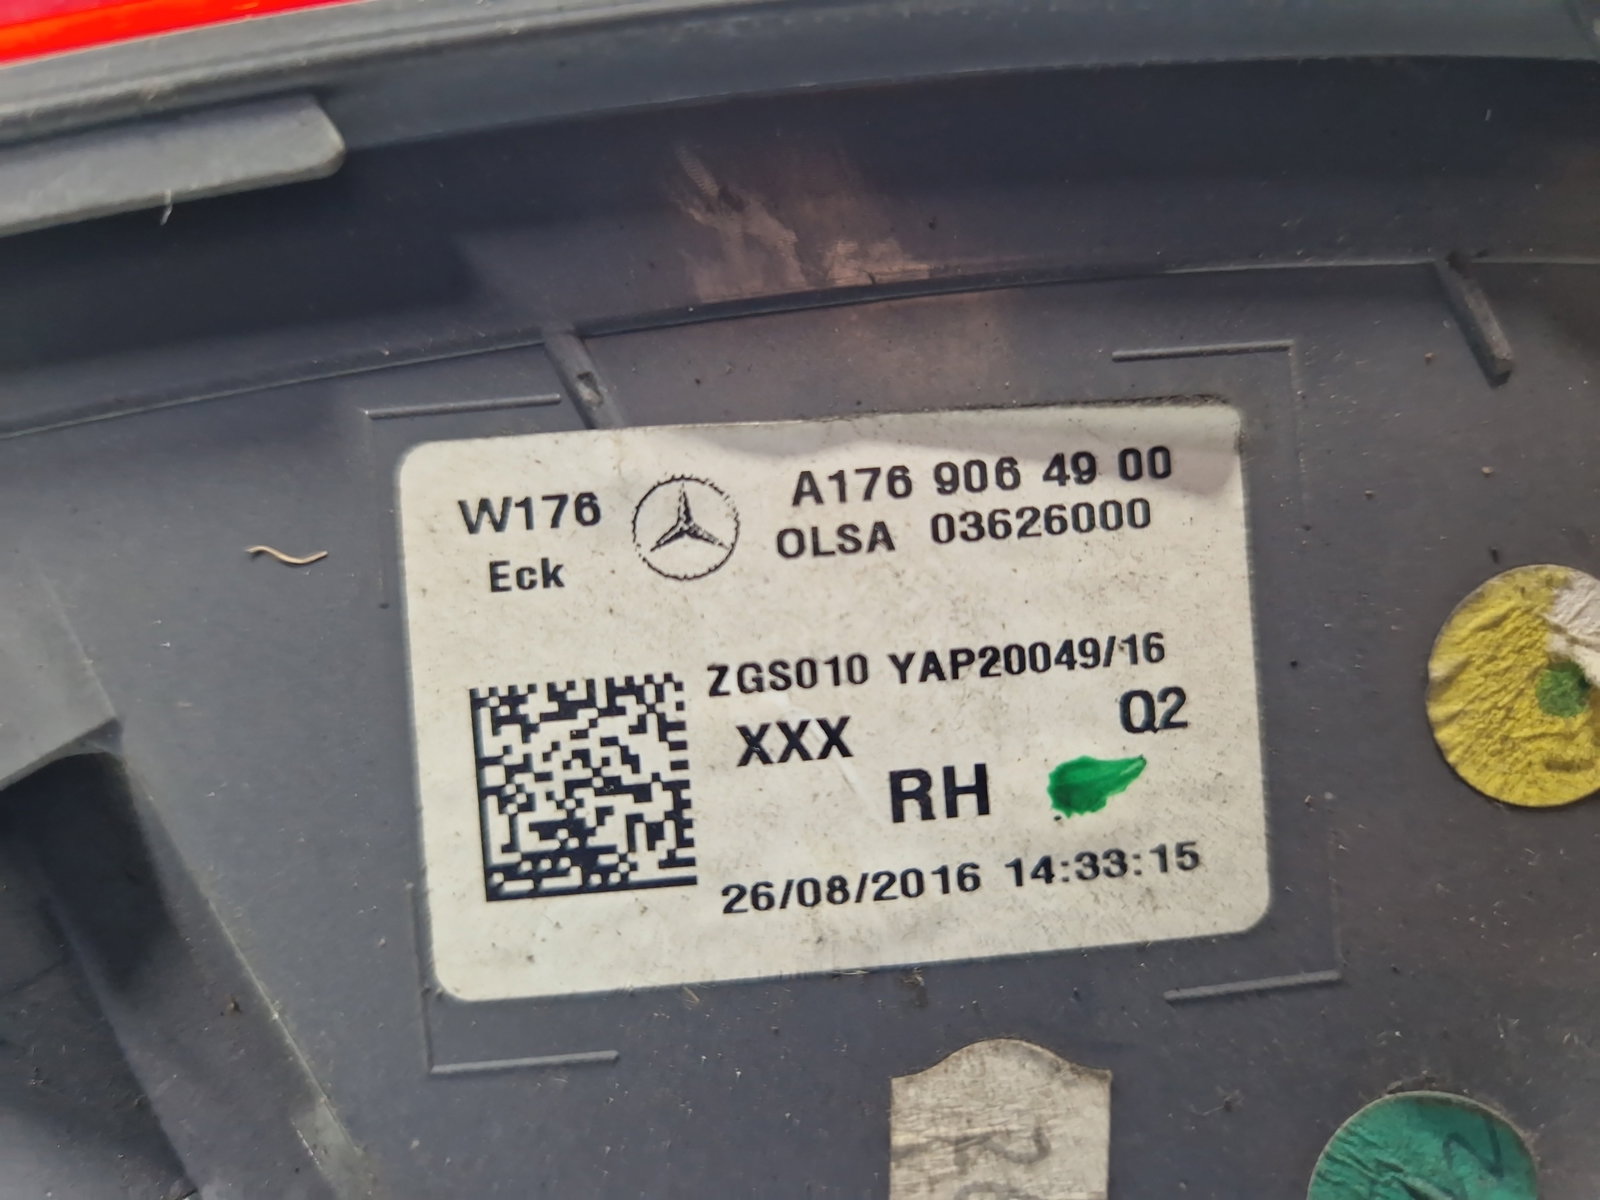 W176
Eck
A176 906 49 00
OLSA 03626000
ZGS010 YAP20049/16
XXX
Q2
RH
26/08/2016 14:33:15
2